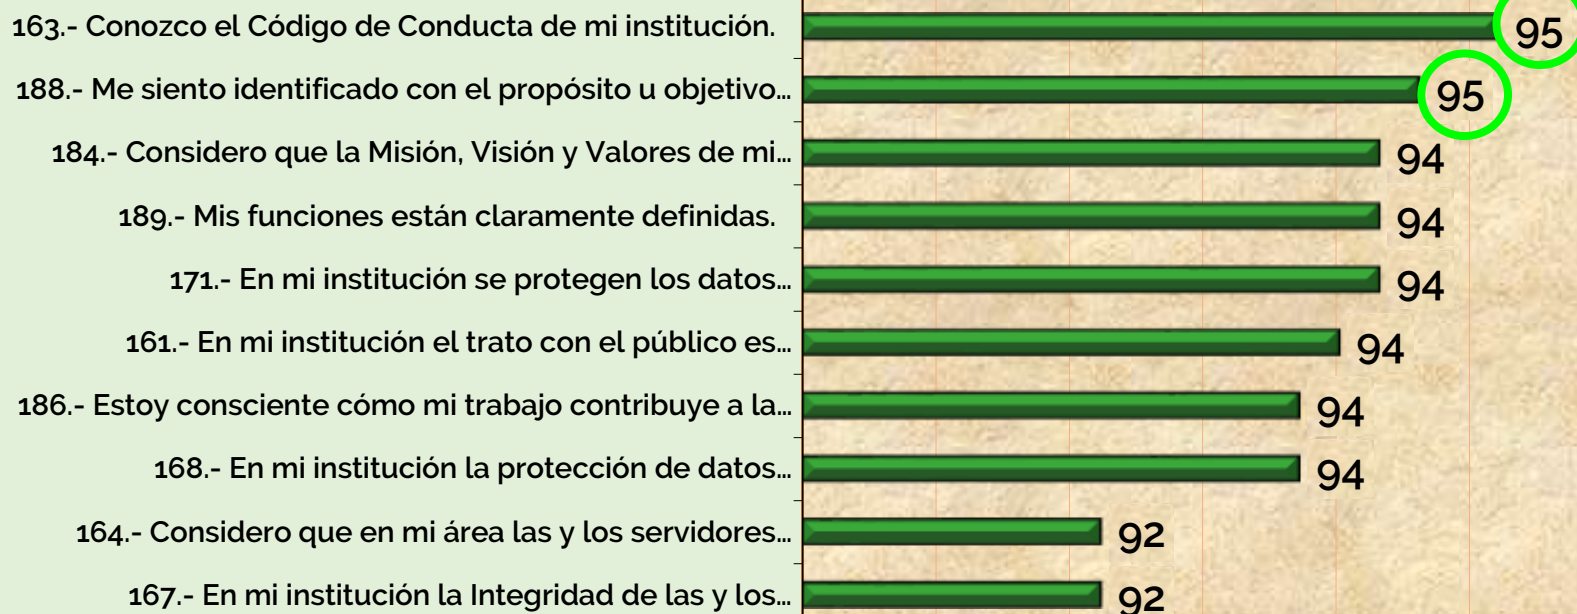 163.- Conozco el Código de Conducta de mi institución. 95
188.- Me siento identificado con el propósito u objetivo... 95
184.- Considero que la Misión, Visión y Valores de mi... 94
189.- Mis funciones están claramente definidas. 94
171.- En mi institución se protegen los datos... 94
161.- En mi institución el trato con el público es... 94
186.- Estoy consciente cómo mi trabajo contribuye a la... 94
168.- En mi institución la protección de datos... 94
164.- Considero que en mi área las y los servidores... 92
167.- En mi institución la Integridad de las y los... 92